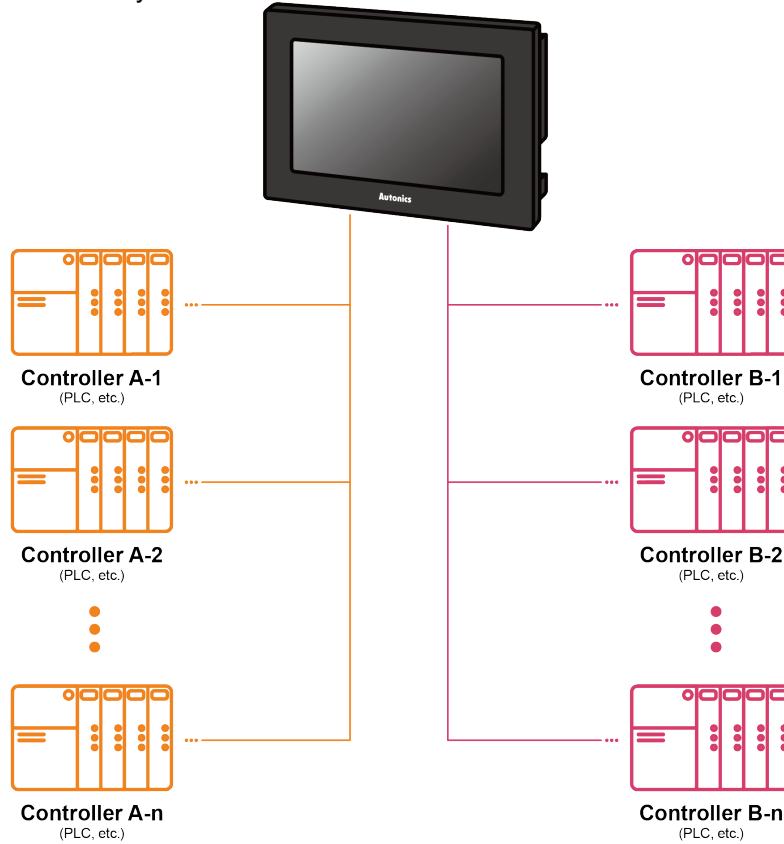 Autonics
Controller A-1
(PLC, etc.)
Controller B-1
(PLC, etc.)
Controller A-2
(PLC, etc.)
Controller B-2
(PLC, etc.)
Controller A-n
(PLC, etc.)
Controller B-n
(PLC, etc.)